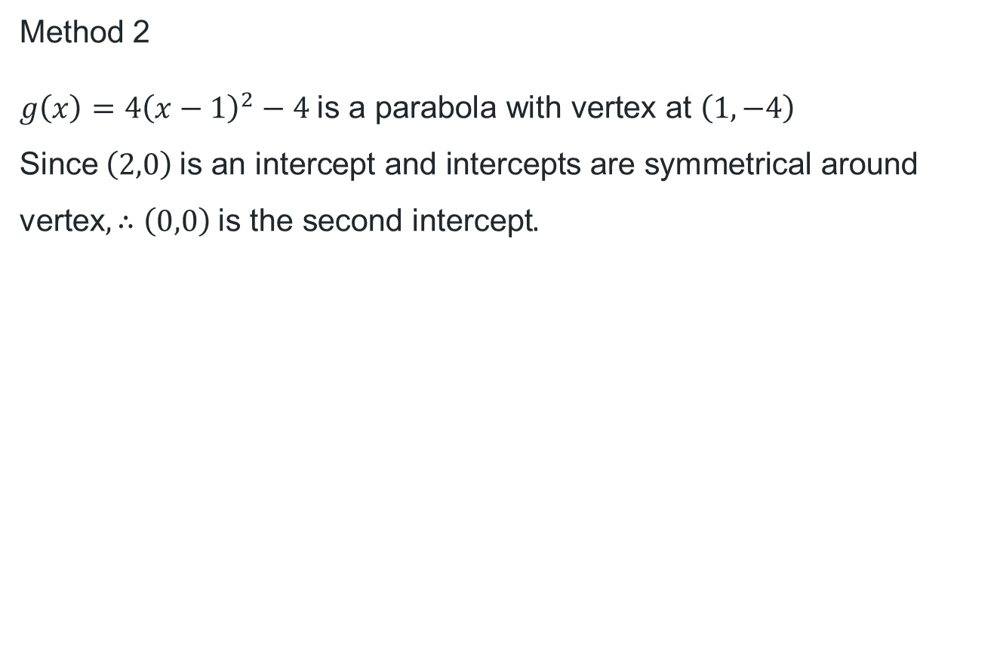 Method 2
g(x) = 4(x − 1)² − 4 is a parabola with vertex at (1, −4)
Since (2,0) is an intercept and intercepts are symmetrical around
vertex, ∴ (0,0) is the second intercept.